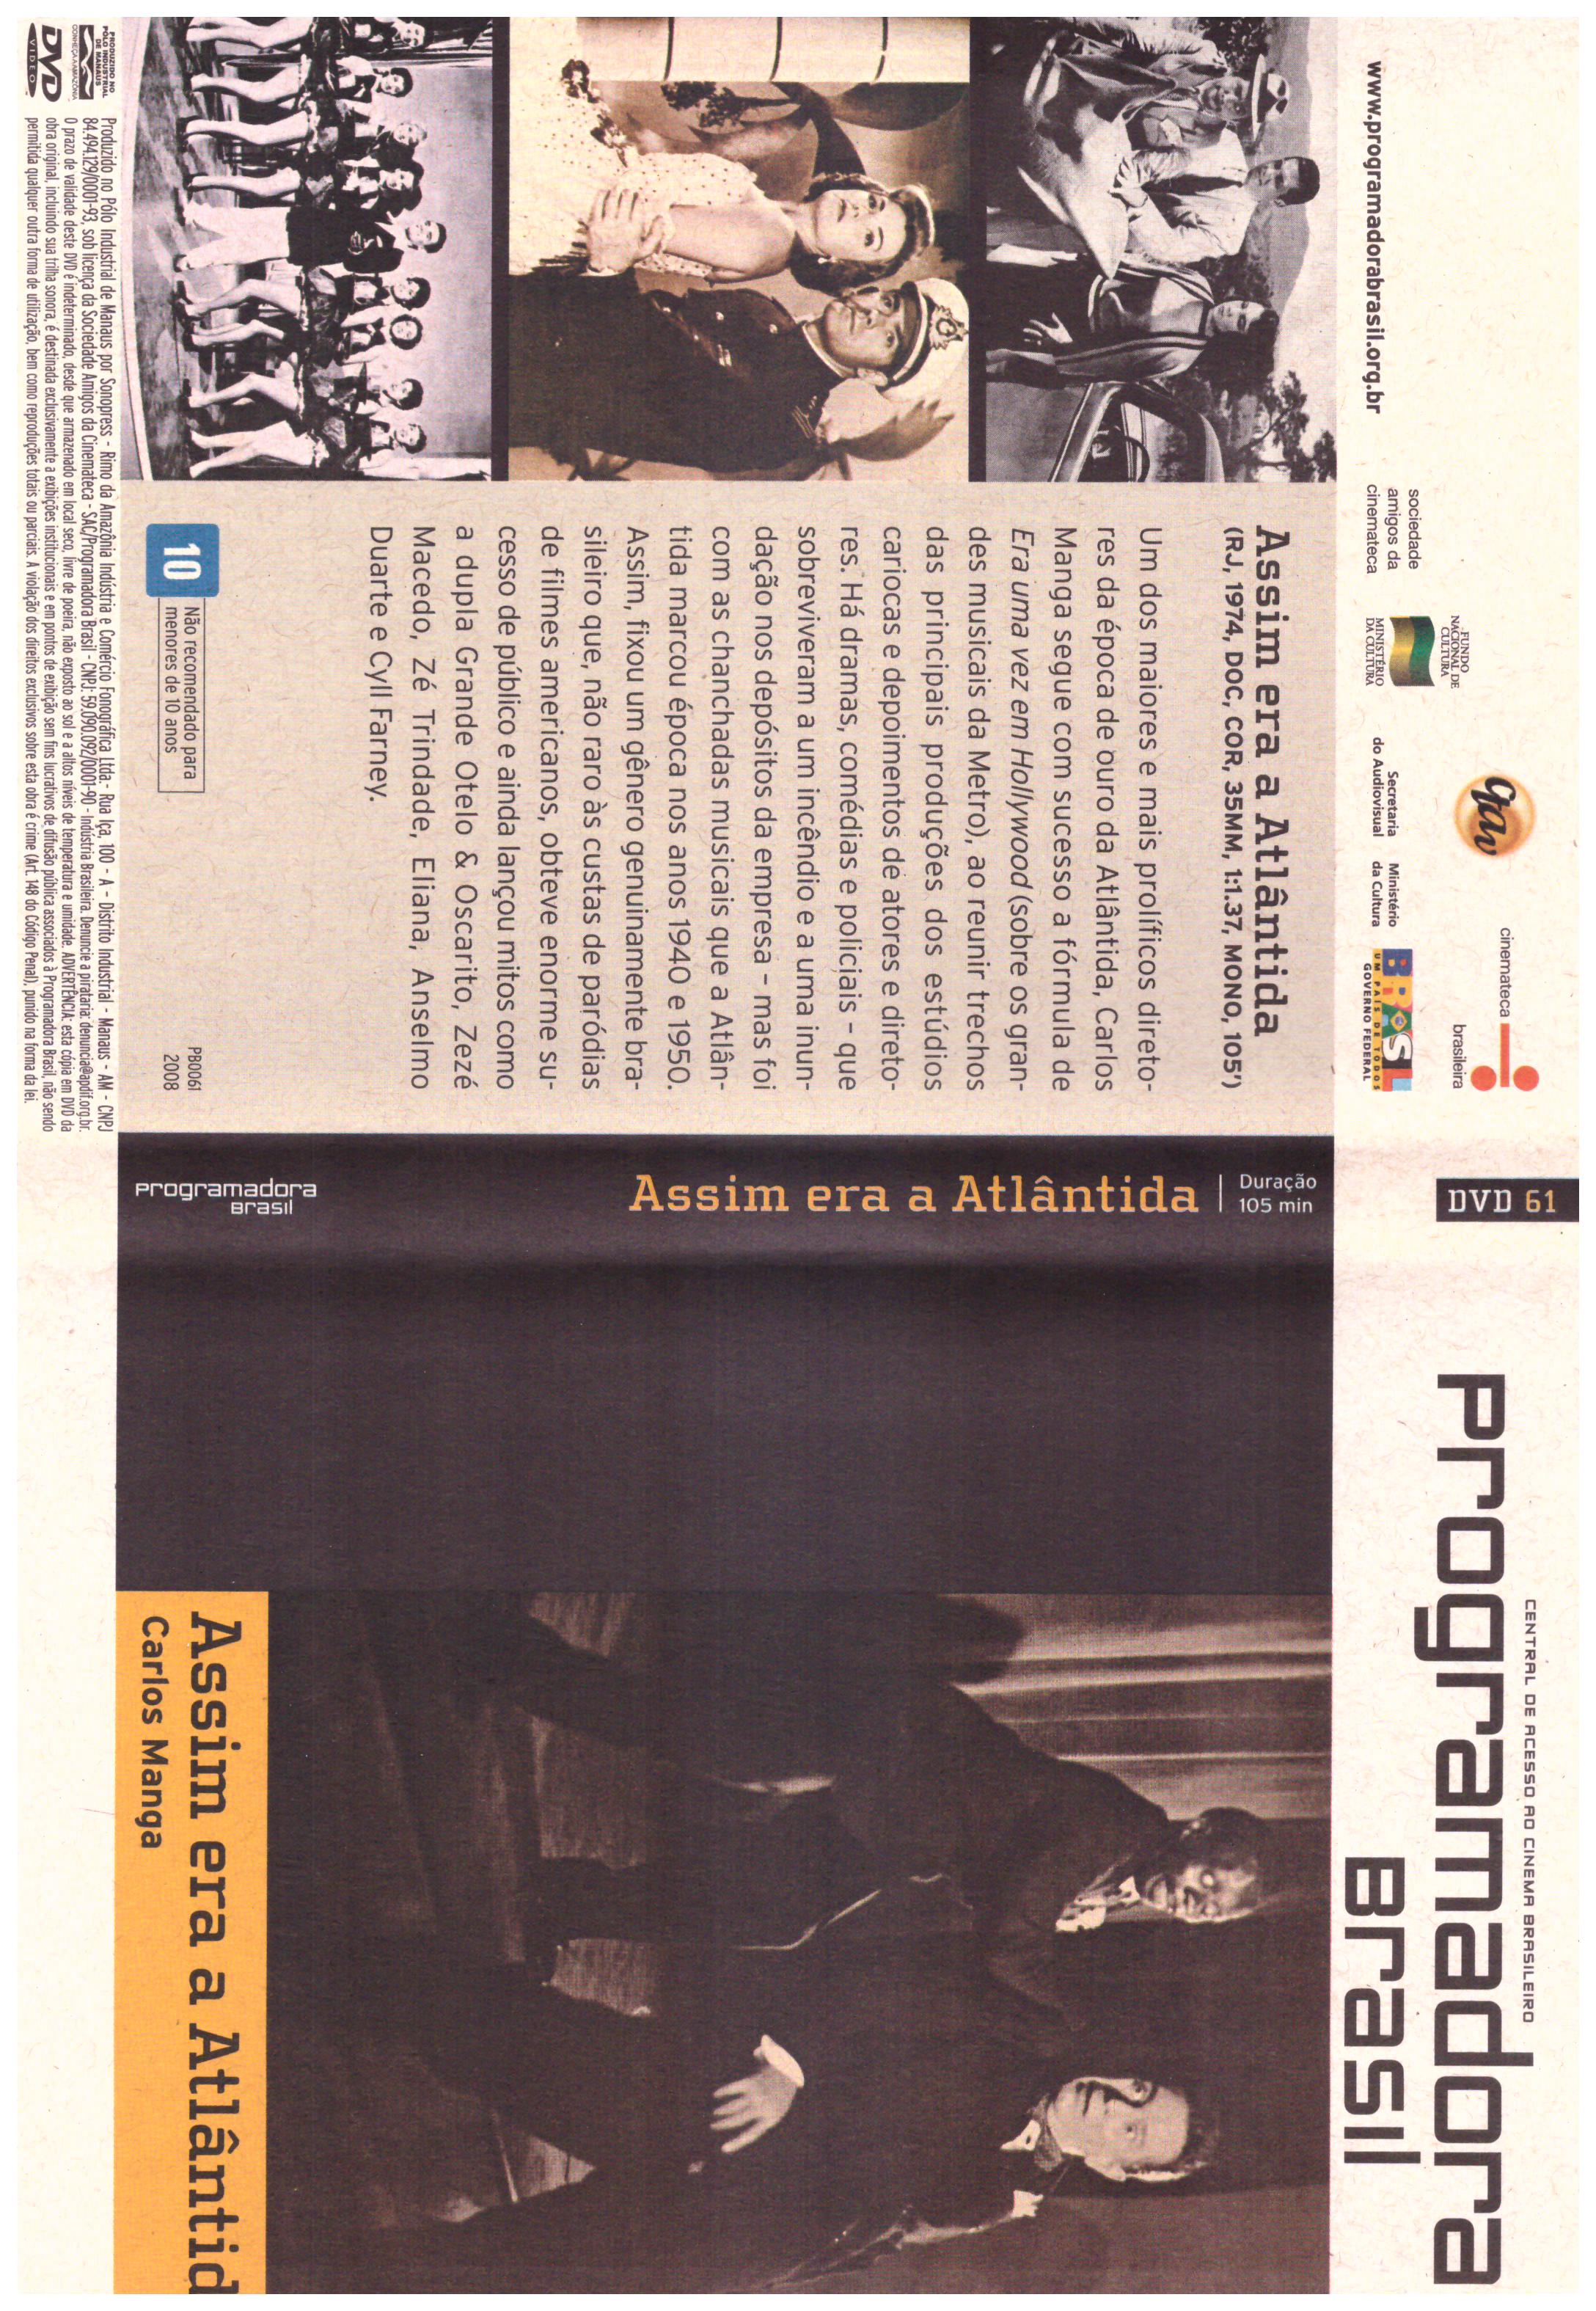 www.programadorabrasil.org.br
sociedade
amigos da
cinemateca
FUNDO
NACIONAL DE
CULTURA
MINISTÉRIO
DA CULTURA
qav
Secretaria
do Audiovisual
Ministério
da Cultura
cinemateca
brasileira
BRASIL
UM PAÍS DE TODOS
GOVERNO FEDERAL
Assim era a Atlântida
(RJ, 1974, DOC, COR, 35MM, 1:1.37, MONO, 105')
Um dos maiores e mais prolíficos direto-
res da época de ouro da Atlântida, Carlos
Manga segue com sucesso a fórmula de
Era uma vez em Hollywood (sobre os gran-
des musicais da Metro), ao reunir trechos
das principais produções dos estúdios
cariocas e depoimentos de atores e direto-
res. Há dramas, comédias e policiais – que
sobreviveram a um incêndio e a uma inun-
dação nos depósitos da empresa – mas foi
com as chanchadas musicais que a Atlân-
tida marcou época nos anos 1940 e 1950.
Assim, fixou um gênero genuinamente bra-
sileiro que, não raro às custas de paródias
de filmes americanos, obteve enorme su-
cesso de público e ainda lançou mitos como
a dupla Grande Otelo & Oscarito, Zezé
Macedo, Zé Trindade, Eliana, Anselmo
Duarte e Cyll Farney.
10
Não recomendado para
menores de 10 anos
PB0061
2008
PRODUZIDO NO
PÓLO INDUSTRIAL
DE MANAUS
CONHEÇA A AMAZÔNIA
DVD
VIDEO
Produzido no Pólo Industrial de Manaus por Sonopress - Rimo da Amazônia Indústria e Comércio Fonográfica Ltda.- Rua Iça, 100 - A - Distrito Industrial - Manaus - AM - CNPJ
84.494.129/0001-93, sob licença da Sociedade Amigos da Cinemateca - SAC/Programadora Brasil - CNPJ: 59.090.092/0001-90 - Indústria Brasileira. Denuncie a pirataria: denuncia@apdif.org.br.
O prazo de validade deste DVD é indeterminado, desde que armazenado em local seco, livre de poeira, não exposto ao sol e a altos níveis de temperatura e umidade. ADVERTÊNCIA: esta cópia em DVD da
obra original, incluindo sua trilha sonora, é destinada exclusivamente a exibições institucionais e em pontos de exibição sem fins lucrativos de difusão pública associados à Programadora Brasil, não sendo
permitida qualquer outra forma de utilização, bem como reproduções totais ou parciais. A violação dos direitos exclusivos sobre esta obra é crime (Art. 148 do Código Penal), punido na forma da lei.
DVD 61
Duração
105 min
Assim era a Atlântida
programadora
Brasil
CENTRAL DE ACESSO AO CINEMA BRASILEIRO
programadora
Brasil
Assim era a Atlântid
Carlos Manga